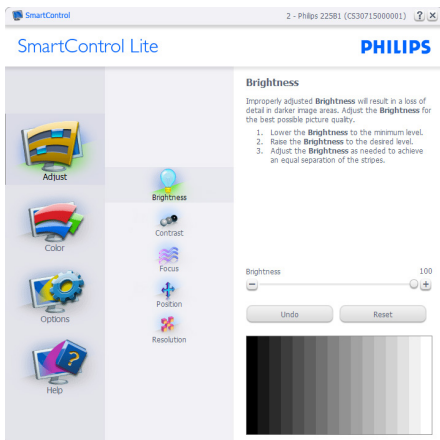 SmartControl
2 - Philips 225B1 (CS30715000001)
SmartControl Lite
PHILIPS
Adjust
Color
Options
Help
Brightness
Contrast
Focus
Position
Resolution
Brightness
Improperly adjusted Brightness will result in a loss of
detail in darker image areas. Adjust the Brightness for
the best possible picture quality.
1. Lower the Brightness to the minimum level.
2. Raise the Brightness to the desired level.
3. Adjust the Brightness as needed to achieve
an equal separation of the stripes.
Brightness 100
Undo Reset